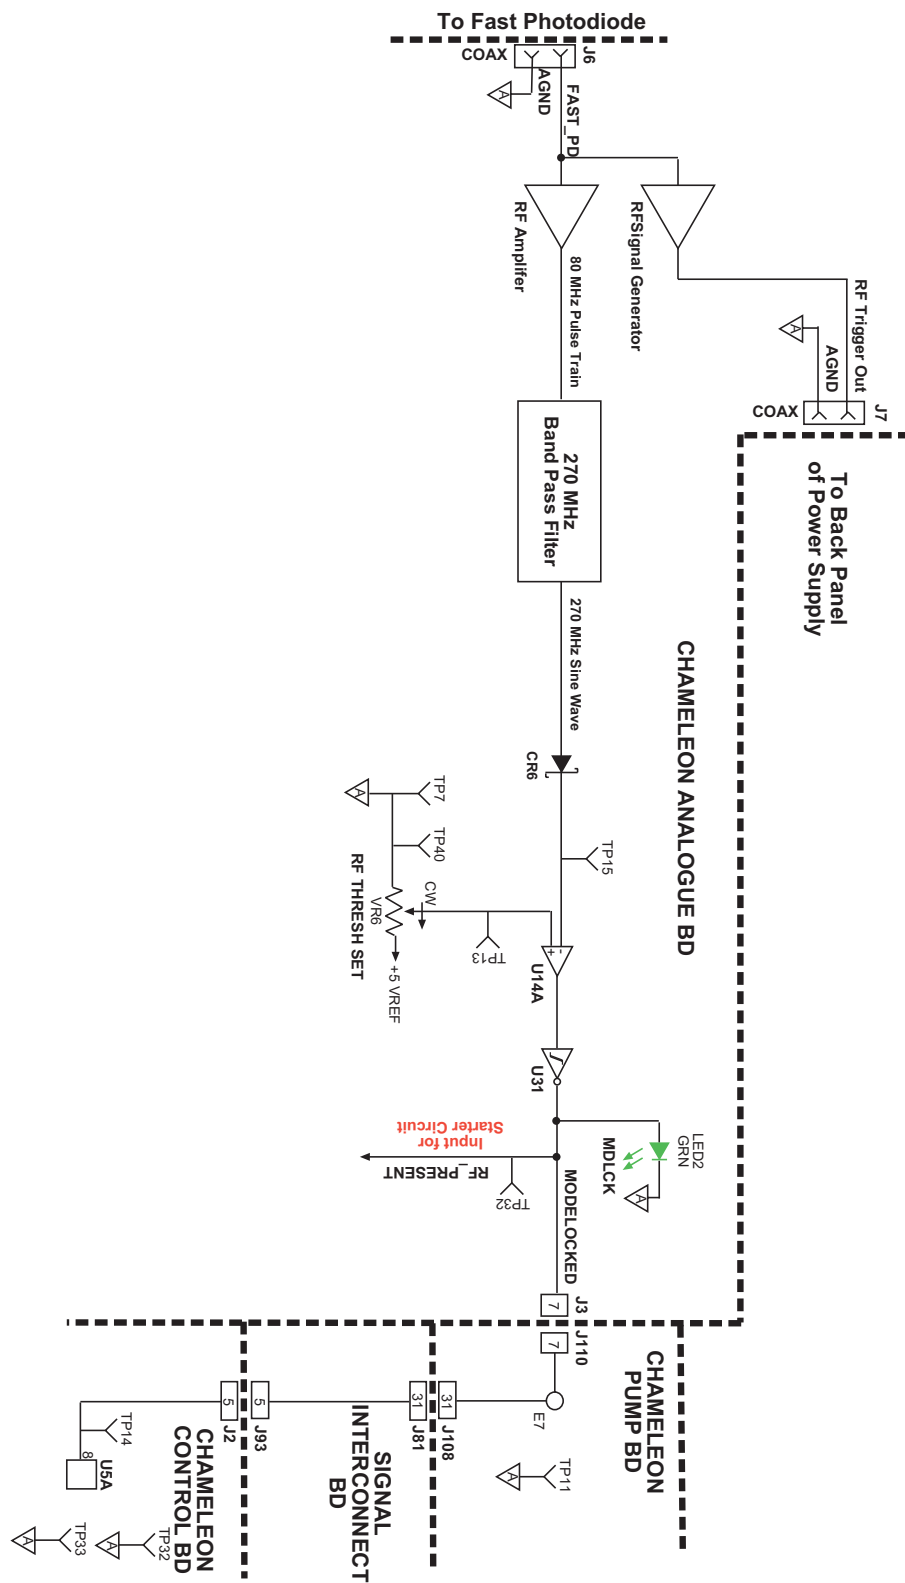 To Fast Photodiode
COAX
J6
A
AGND
FAST_PD
RF Amplifer
RFSignal Generator
RF Trigger Out
A
AGND
COAX
J7
To Back Panel
of Power Supply
80 MHz Pulse Train
270 MHz
Band Pass Filter
270 MHz Sine Wave
CHAMELEON ANALOGUE BD
CR6
TP15
TP7
A
TP40
CW
VR6
RF THRESH SET
+5 VREF
TP13
-
+
U14A
U31
LED2
GRN
MDLCK
A
Input for
Starter Circuit
RF_PRESENT
TP32
MODELOCKED
7
J3
7
J110
CHAMELEON
PUMP BD
E7
TP11
A
31
J108
31
J81
SIGNAL
INTERCONNECT
BD
5
J93
5
J2
CHAMELEON
CONTROL BD
TP14
8
U5A
TP32
A
TP33
A